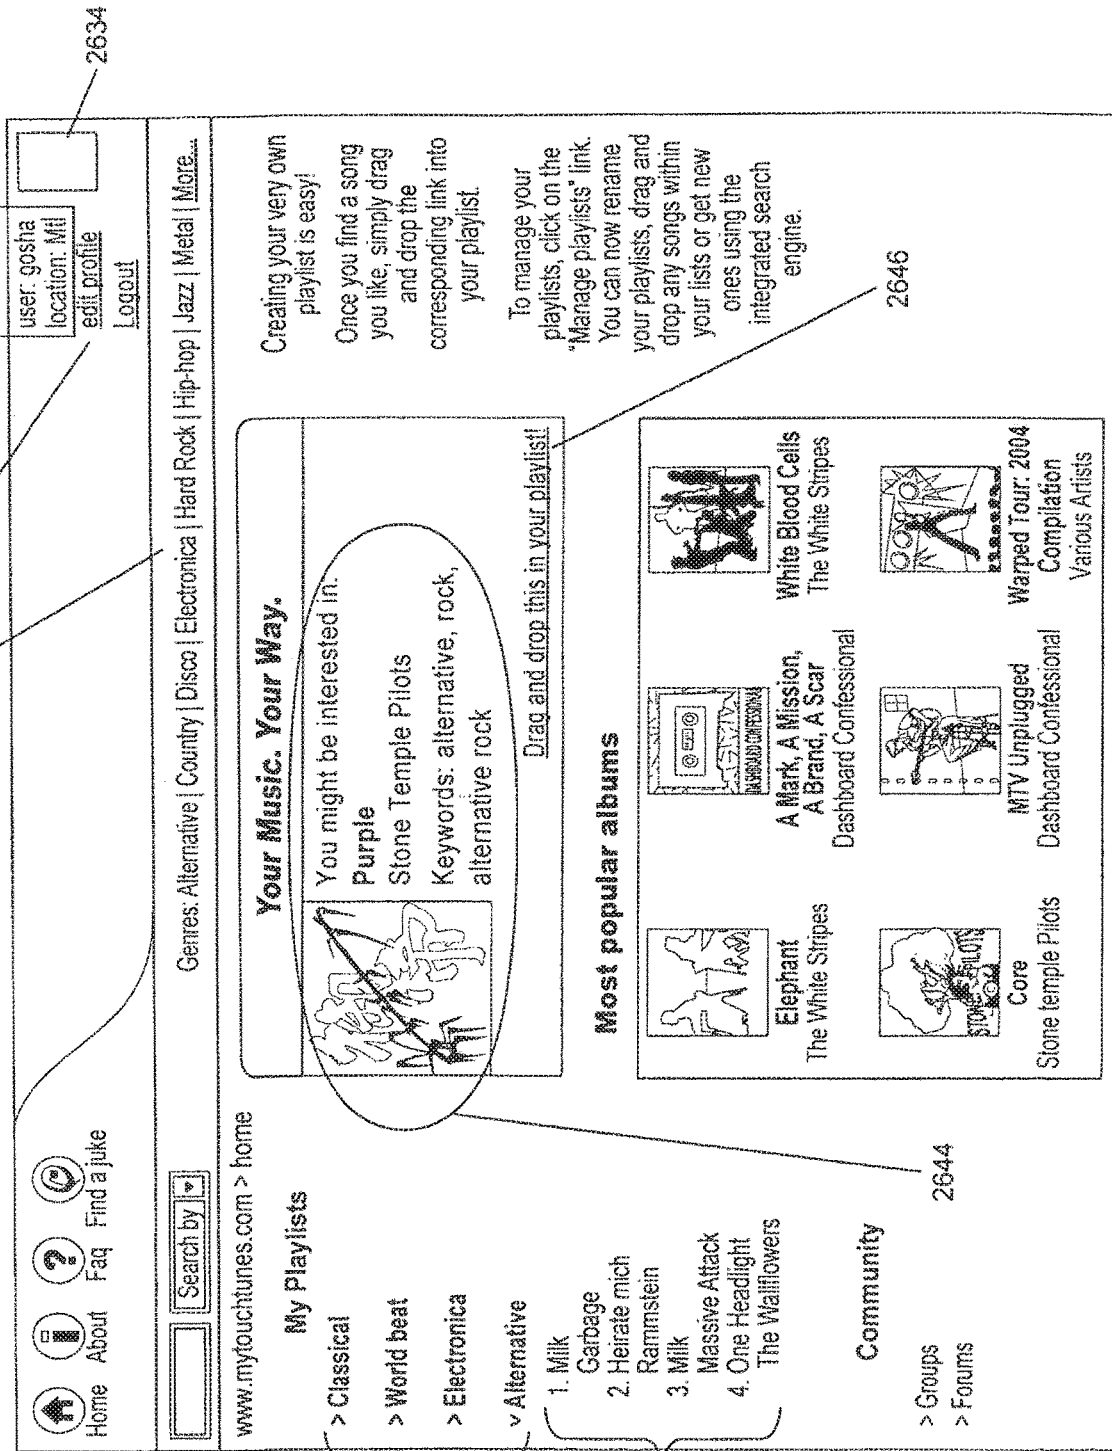 2634
Home
About
Faq
Find a juke
user: gosha
location: Mtl
edit profile
Logout
Search by
Genres: Alternative | Country | Disco | Electronica | Hard Rock | Hip-hop | Jazz | Metal | More...
www.mytouchtunes.com > home
My Playlists
> Classical
> World beat
> Electronica
v Alternative
1. Milk
Garbage
2. Heirate mich
Rammstein
3. Milk
Massive Attack
4. One Headlight
The Wallflowers
Community
> Groups
> Forums
Your Music. Your Way.
You might be interested in:
Purple
Stone Temple Pilots
Keywords: alternative, rock,
alternative rock
Drag and drop this in your playlist!
2644
2646
Most popular albums
Elephant
The White Stripes
DASHBOARD CONFESSIONAL
A Mark, A Mission,
A Brand, A Scar
Dashboard Confessional
White Blood Cells
The White Stripes
STONE TEMPLE PILOTS
Core
Stone temple Pilots
MTV Unplugged
Dashboard Confessional
Warped Tour: 2004
Compilation
Various Artists
Creating your very own
playlist is easy!
Once you find a song
you like, simply drag
and drop the
corresponding link into
your playlist.
To manage your
playlists, click on the
"Manage playlists" link.
You can now rename
your playlists, drag and
drop any songs within
your lists or get new
ones using the
integrated search
engine.